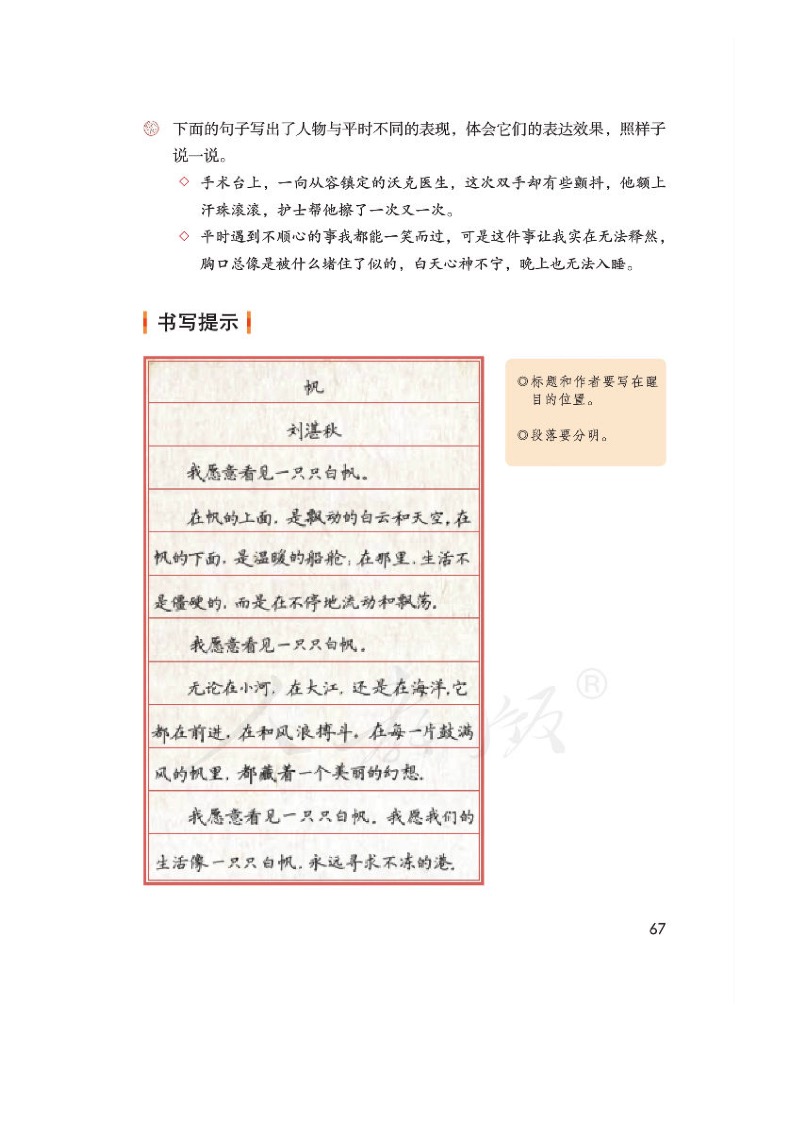 下面的句子写出了人物与平时不同的表现，体会它们的表达效果，照样子
说一说。
◇ 手术台上，一向从容镇定的沃克医生，这次双手却有些颤抖，他额上
汗珠滚滚，护士帮他擦了一次又一次。
◇ 平时遇到不顺心的事我都能一笑而过，可是这件事让我实在无法释然，
胸口总像是被什么堵住了似的，白天心神不宁，晚上也无法入睡。
书写提示
帆
刘湛秋
我愿意看见一只只白帆。
在帆的上面，是飘动的白云和天空，在
帆的下面，是温暖的船舱；在那里，生活不
是僵硬的，而是在不停地流动和飘荡。
我愿意看见一只只白帆。
无论在小河，在大江，还是在海洋，它
都在前进，在和风浪搏斗。在每一片鼓满
风的帆里，都藏着一个美丽的幻想。
我愿意看见一只只白帆。我愿我们的
生活像一只只白帆，永远寻求不冻的港。
◎标题和作者要写在醒
目的位置。
◎段落要分明。
人教版®
67